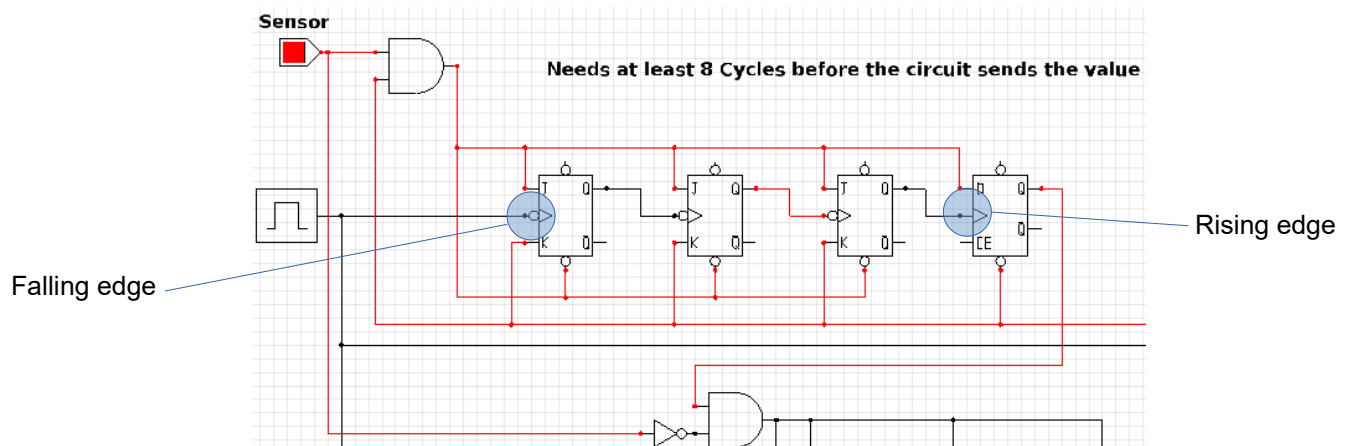 Sensor
Needs at least 8 Cycles before the circuit sends the value
J Q J Q J Q D Q
Rising edge
K Q K Q K Q CE Q
Falling edge